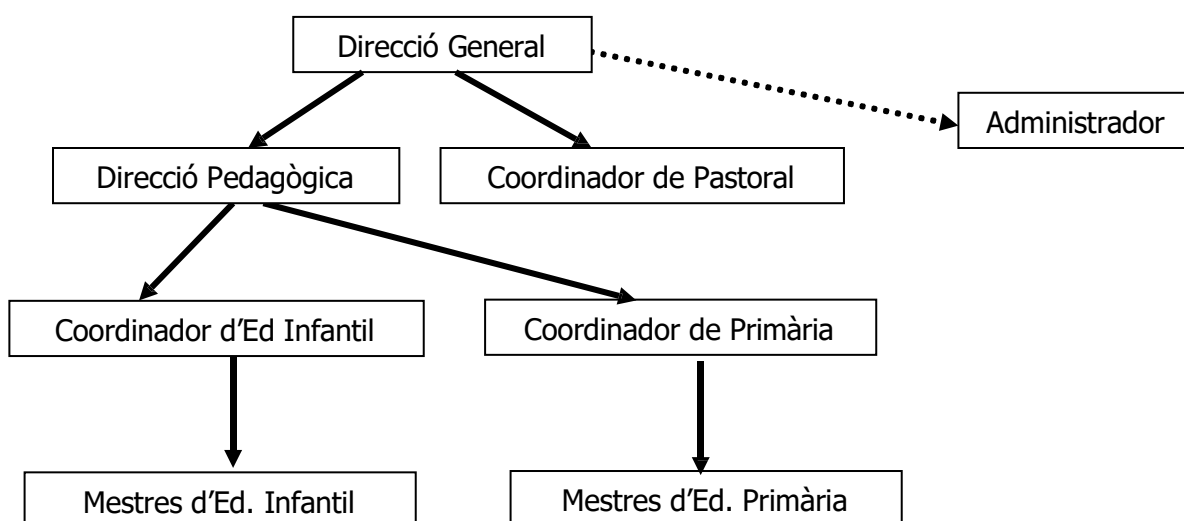 Direcció General
Administrador
Direcció Pedagògica
Coordinador de Pastoral
Coordinador d’Ed Infantil
Coordinador de Primària
Mestres d’Ed. Infantil
Mestres d’Ed. Primària